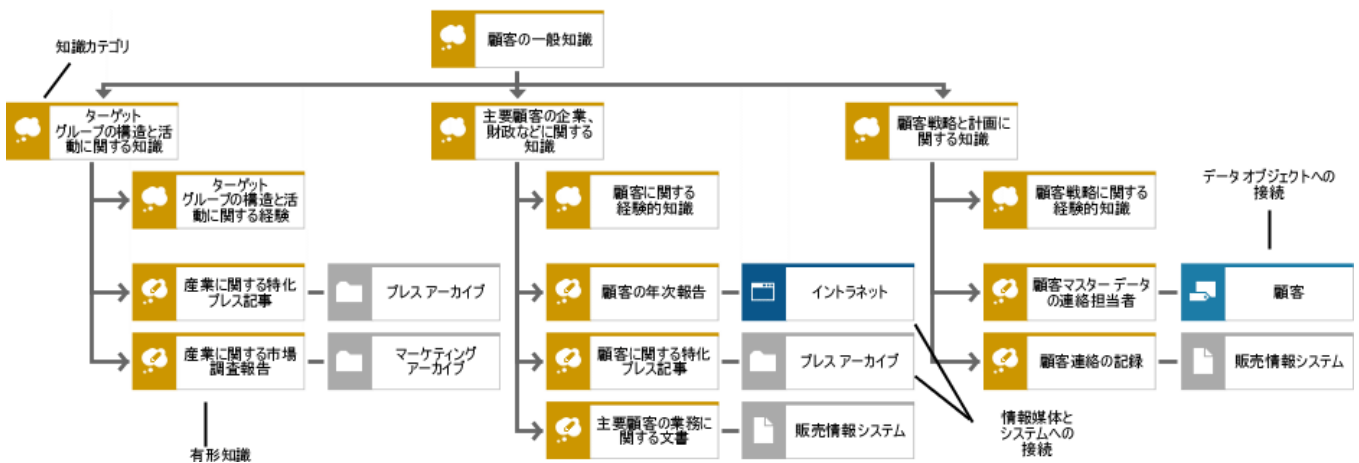 知識カテゴリ
顧客の一般知識
ターゲット
グループの構造と活
動に関する知識
主要顧客の企業、
財政などに関する
知識
顧客戦略と計画に
関する知識
ターゲット
グループの構造と活
動に関する経験
顧客に関する
経験的知識
顧客戦略に関する
経験的知識
データ オブジェクトへの
接続
産業に関する特化
プレス記事
プレス アーカイブ
顧客の年次報告
イントラネット
顧客マスター データ
の連絡担当者
顧客
産業に関する市場
調査報告
マーケティング
アーカイブ
顧客に関する特化
プレス記事
プレス アーカイブ
顧客連絡の記録
販売情報システム
主要顧客の業務に
関する文書
販売情報システム
情報媒体と
システムへの
接続
有形知識